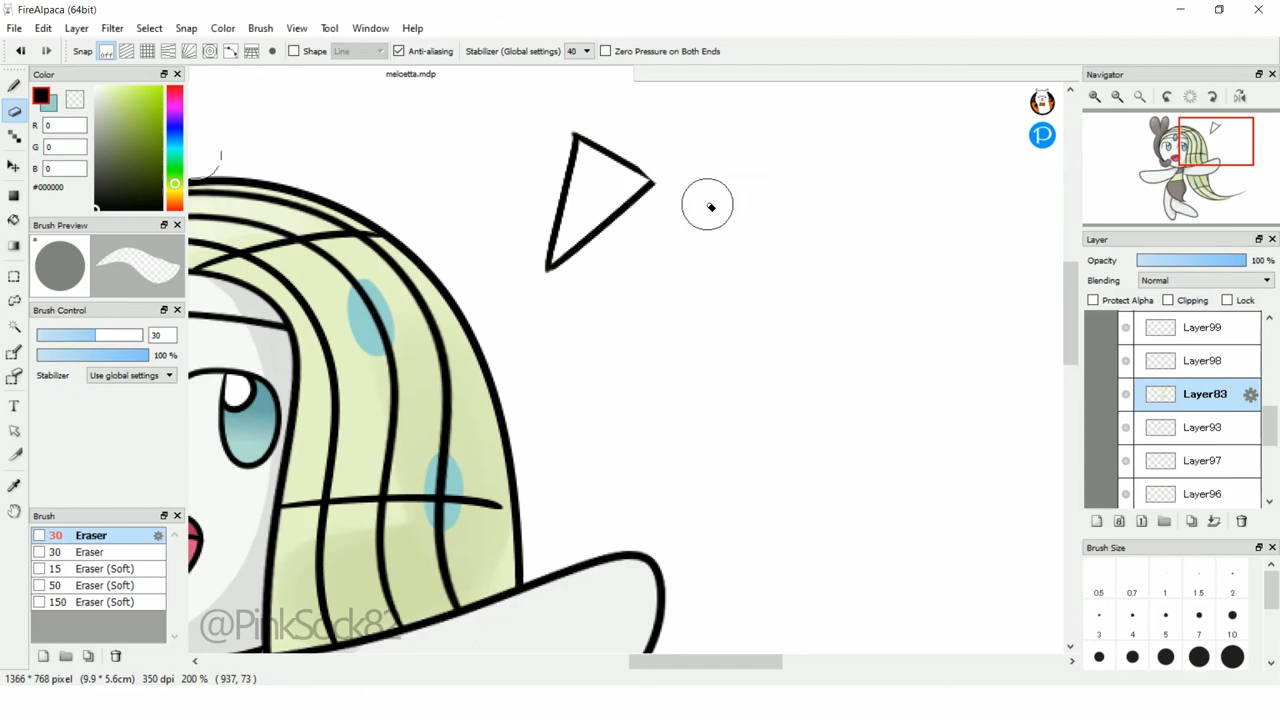 FireAlpaca (64bit)
File Edit Layer Filter Select Snap Color Brush View Tool Window Help
Snap off Shape Line Anti-aliasing Stabilizer (Global settings) 40 Zero Pressure on Both Ends
Color
meloetta.mdp
Navigator
R 0
G 0
B 0
#000000
Brush Preview
Brush Control
30
100 %
Stabilizer Use global settings
Layer
Opacity 100 %
Blending Normal
Protect Alpha Clipping Lock
Layer99
Layer98
Layer83
Layer93
Layer97
Layer96
Brush
30 Eraser
30 Eraser
15 Eraser (Soft)
50 Eraser (Soft)
150 Eraser (Soft)
Brush Size
0.5 0.7 1 1.5 2
3 4 5 7 10
@PinkSock82
1366 * 768 pixel (9.9 * 5.6cm) 350 dpi 200 % ( 937, 73 )